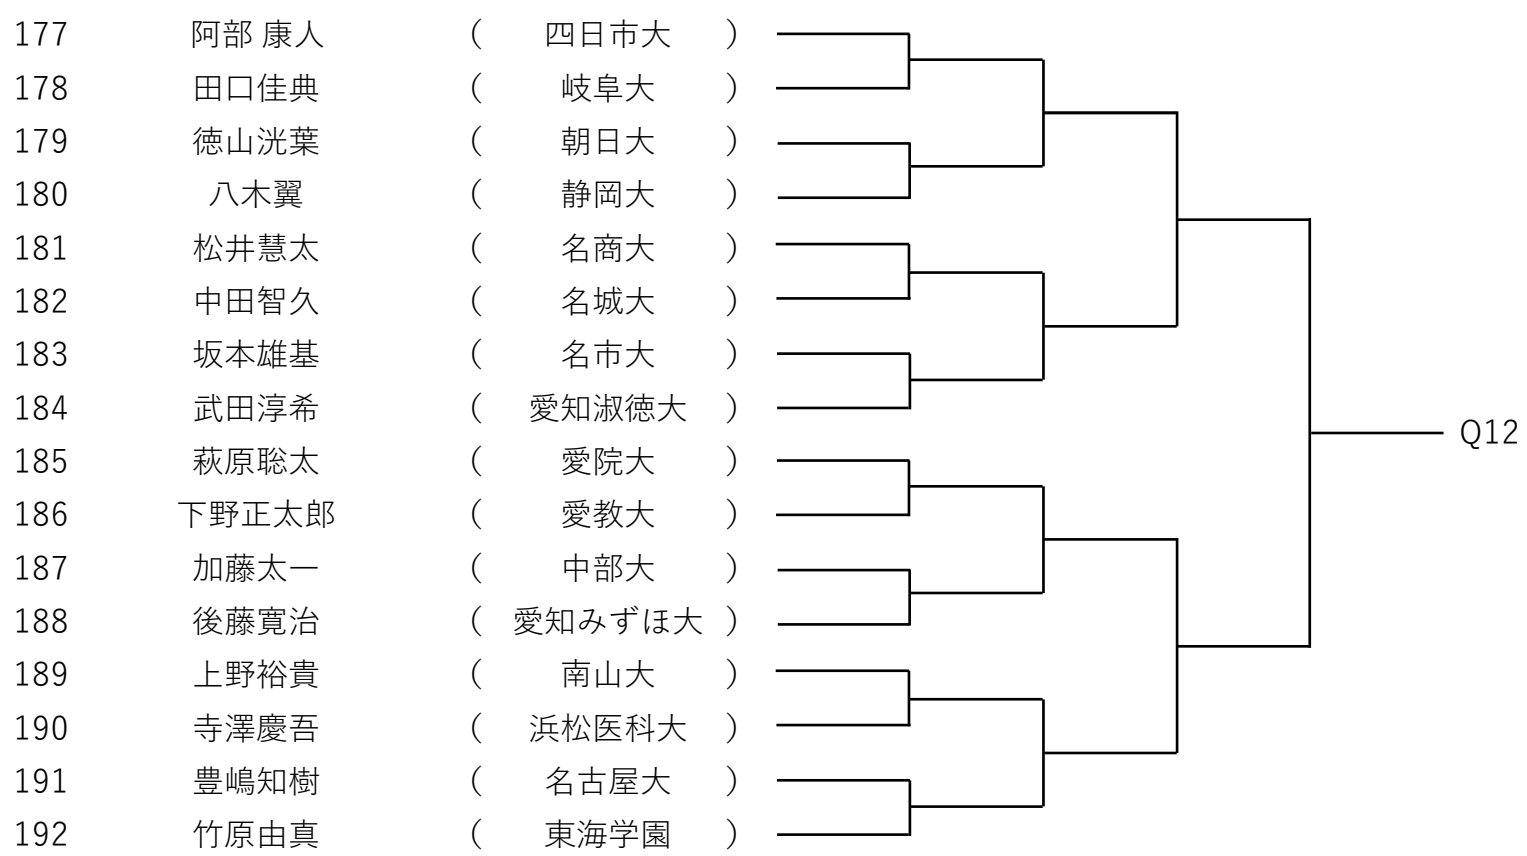 177 阿部 康人 ( 四日市大 )
178 田口佳典 ( 岐阜大 )
179 徳山洸葉 ( 朝日大 )
180 八木翼 ( 静岡大 )
181 松井慧太 ( 名商大 )
182 中田智久 ( 名城大 )
183 坂本雄基 ( 名市大 )
184 武田淳希 ( 愛知淑徳大 )
Q12
185 萩原聡太 ( 愛院大 )
186 下野正太郎 ( 愛教大 )
187 加藤太一 ( 中部大 )
188 後藤寛治 ( 愛知みずほ大 )
189 上野裕貴 ( 南山大 )
190 寺澤慶吾 ( 浜松医科大 )
191 豊嶋知樹 ( 名古屋大 )
192 竹原由真 ( 東海学園 )